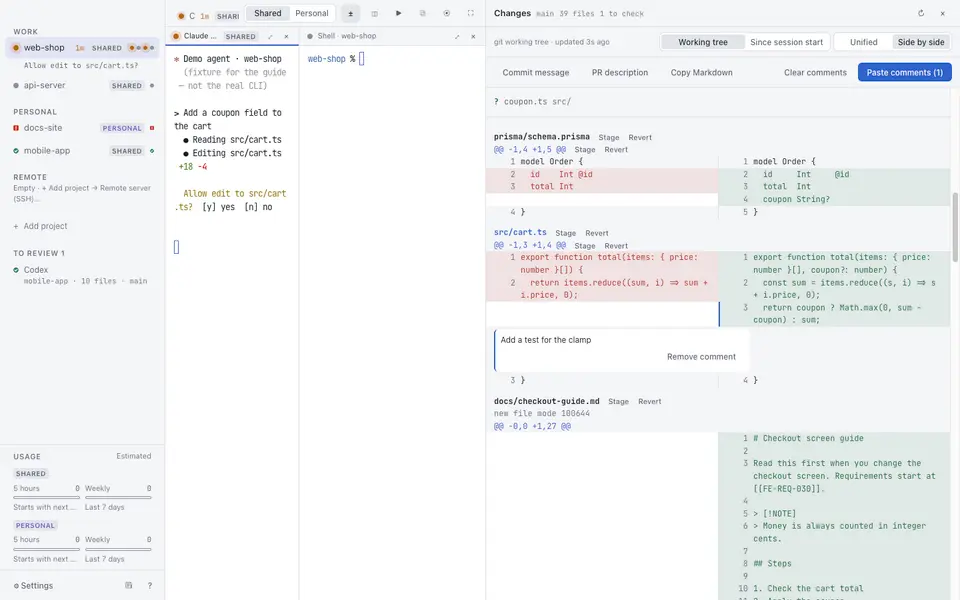 WORK
web-shop 1m SHARED
Allow edit to src/cart.ts?
api-server SHARED
PERSONAL
docs-site PERSONAL
mobile-app SHARED
REMOTE
Empty · + Add project → Remote server (SSH)…
+ Add project
TO REVIEW 1
Codex
mobile-app · 10 files · main
USAGE Estimated
SHARED
5 hours 0 Weekly 0
Starts with next ... Last 7 days
PERSONAL
5 hours 0 Weekly 0
Starts with next ... Last 7 days
Settings ?
C 1m SHARI Shared Personal
Claude ... SHARED
* Demo agent · web-shop
(fixture for the guide
— not the real CLI)
> Add a coupon field to
the cart
● Reading src/cart.ts
● Editing src/cart.ts
+18 -4
Allow edit to src/cart
.ts? [y] yes [n] no
Shell · web-shop
web-shop %
Changes main 39 files 1 to check
git working tree · updated 3s ago Working tree Since session start Unified Side by side
Commit message PR description Copy Markdown Clear comments Paste comments (1)
? coupon.ts src/
prisma/schema.prisma Stage Revert
@@ -1,4 +1,5 @@ Stage Revert
1 model Order { 1 model Order {
2 id Int @id 2 id Int @id
3 total Int 3 total Int
4 coupon String?
4 } 5 }
src/cart.ts Stage Revert
@@ -1,3 +1,4 @@ Stage Revert
1 export function total(items: { price: 1 export function total(items: { price:
number }[]) { number }[], coupon?: number) {
2 return items.reduce((sum, i) => sum + 2 const sum = items.reduce((s, i) => s
i.price, 0); + i.price, 0);
3 return coupon ? Math.max(0, sum -
coupon) : sum;
Add a test for the clamp
Remove comment
3 } 4 }
docs/checkout-guide.md Stage Revert
new file mode 100644
@@ -0,0 +1,27 @@
1 # Checkout screen guide
2
3 Read this first when you change the
checkout screen. Requirements start at
[[FE-REQ-030]].
4
5 > [!NOTE]
6 > Money is always counted in integer
cents.
7
8 ## Steps
9
10 1. Check the cart total